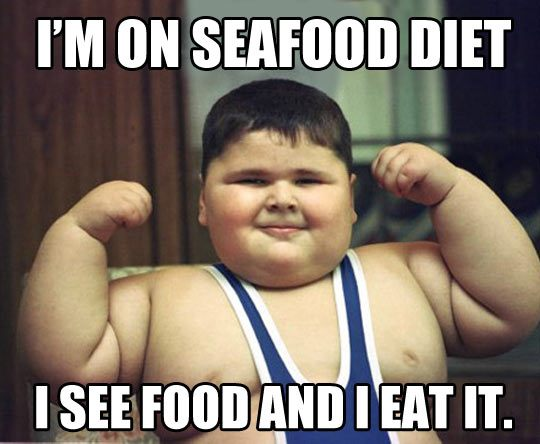 I'M ON SEAFOOD DIET
I SEE FOOD AND I EAT IT.